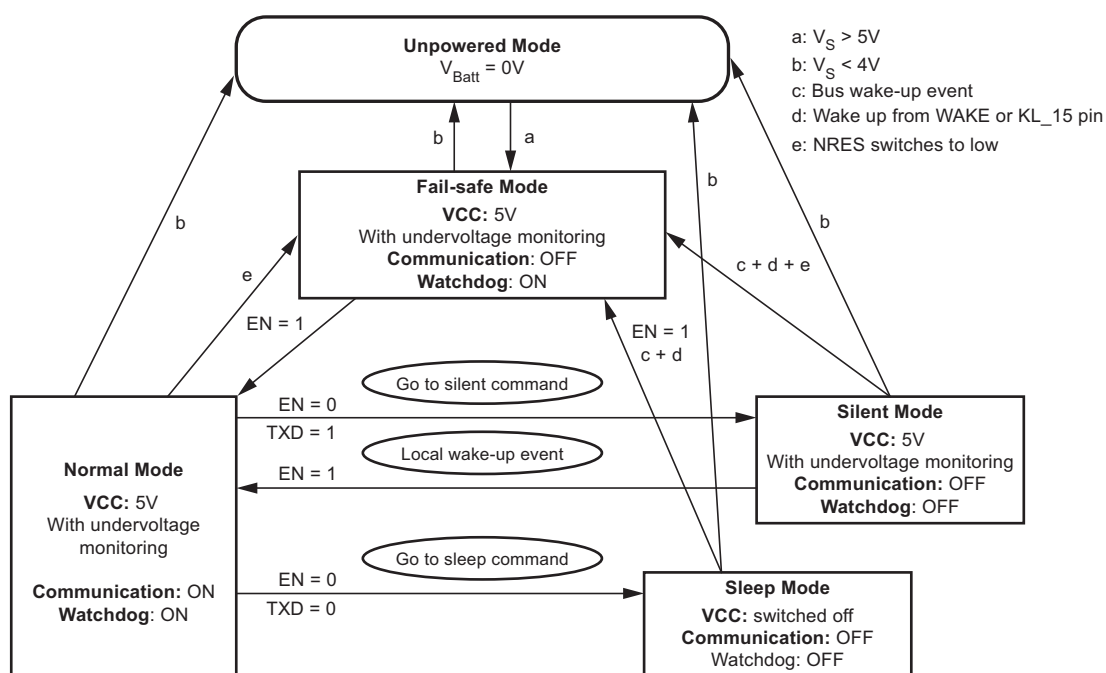 Unpowered Mode
V_Batt = 0V
a: V_S > 5V
b: V_S < 4V
c: Bus wake-up event
d: Wake up from WAKE or KL_15 pin
e: NRES switches to low
b
a
b
b
b
Fail-safe Mode
VCC: 5V
With undervoltage monitoring
Communication: OFF
Watchdog: ON
e
c + d + e
EN = 1
EN = 1
c + d
Go to silent command
EN = 0
TXD = 1
Local wake-up event
EN = 1
Go to sleep command
EN = 0
TXD = 0
Normal Mode
VCC: 5V
With undervoltage
monitoring
Communication: ON
Watchdog: ON
Silent Mode
VCC: 5V
With undervoltage monitoring
Communication: OFF
Watchdog: OFF
Sleep Mode
VCC: switched off
Communication: OFF
Watchdog: OFF